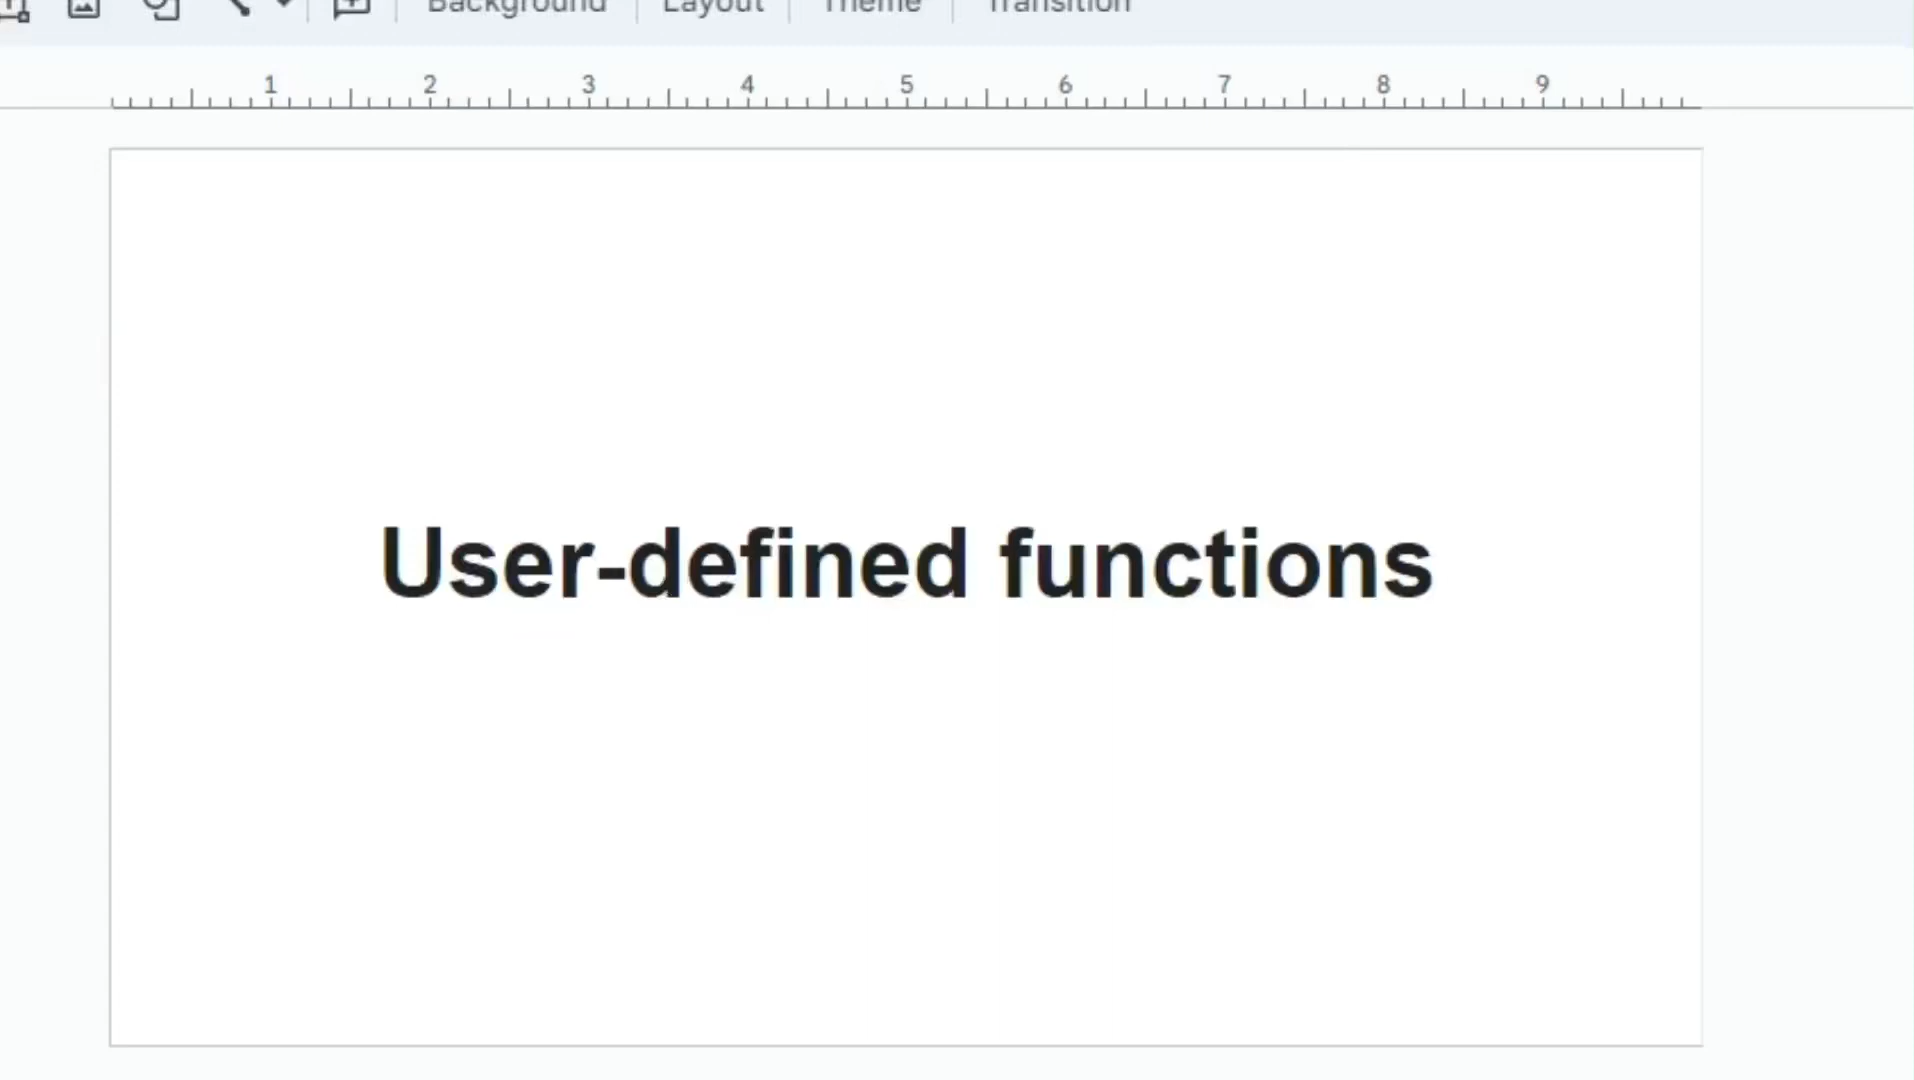 Background Layout Theme Transition
1 2 3 4 5 6 7 8 9
User-defined functions